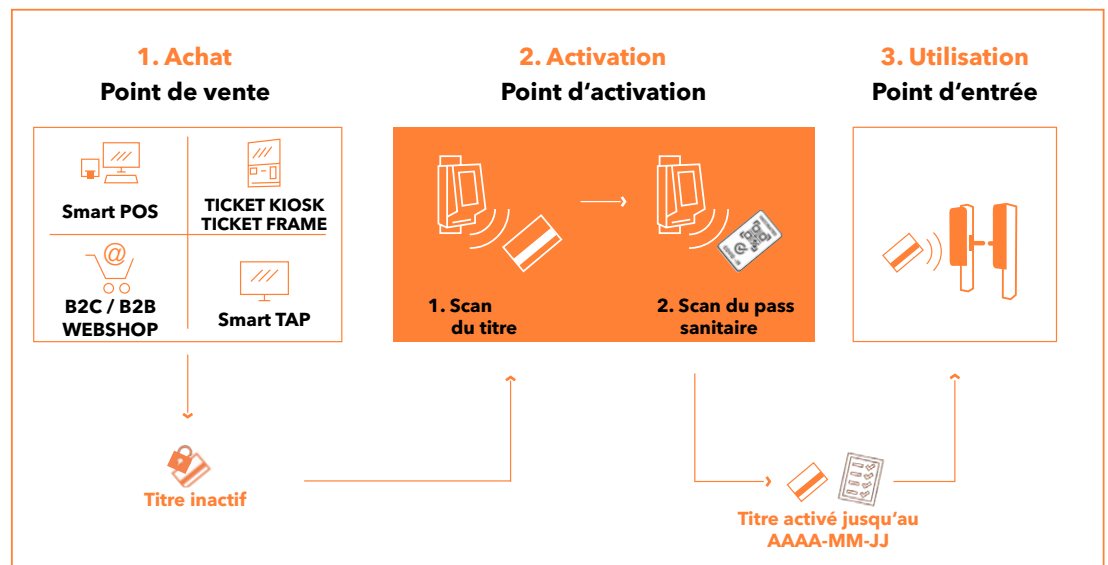 1. Achat
Point de vente
Smart POS
TICKET KIOSK
TICKET FRAME
@
B2C / B2B
WEBSHOP
Smart TAP
Titre inactif
2. Activation
Point d’activation
1. Scan
du titre
2. Scan du pass
sanitaire
Titre activé jusqu’au
AAAA-MM-JJ
3. Utilisation
Point d’entrée